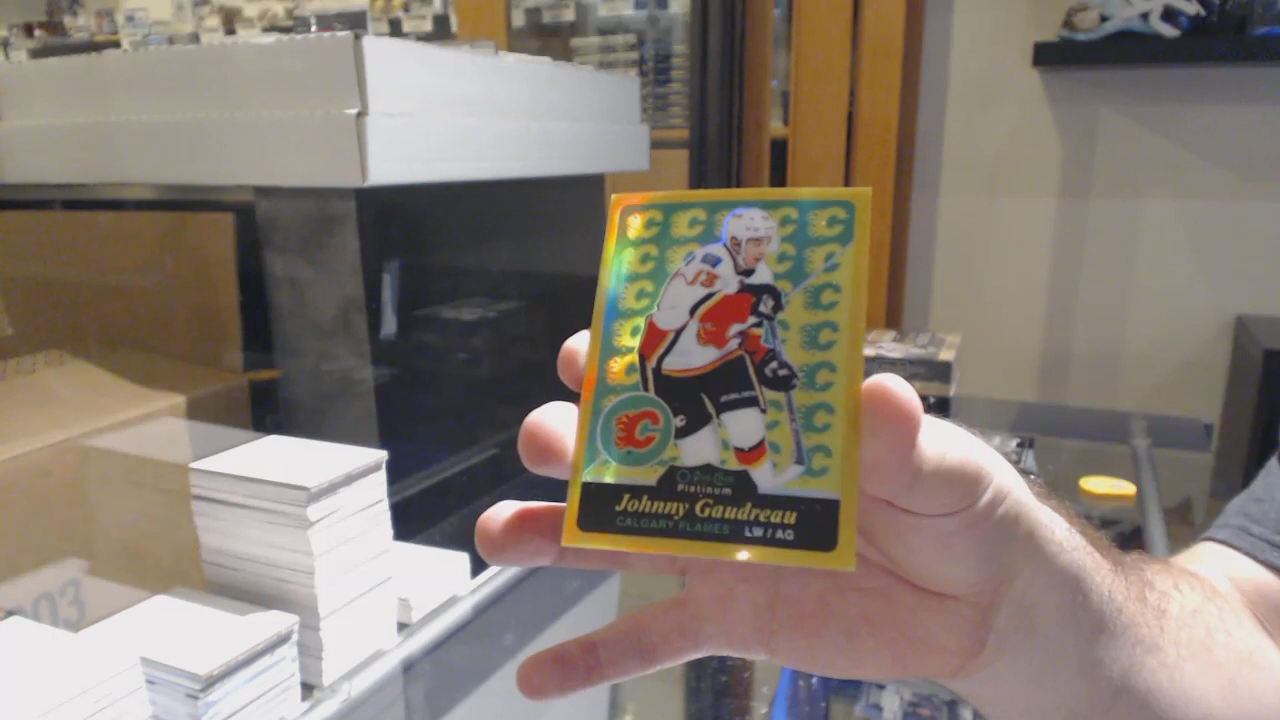 13
O-Pee-Chee
Platinum
Johnny Gaudreau
CALGARY FLAMES LW / AG